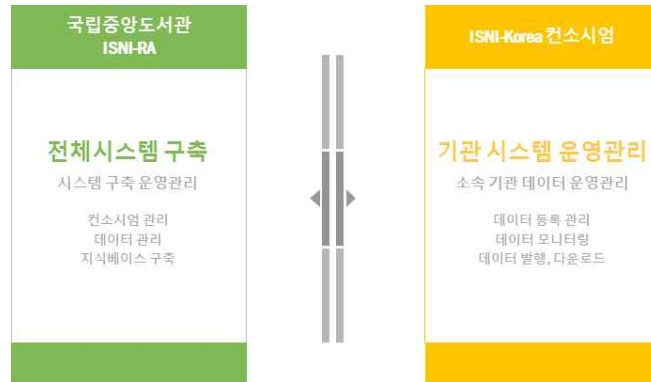 국립중앙도서관
ISNI-RA
전체시스템 구축
시스템 구축 운영관리
컨소시엄 관리
데이터 관리
지식베이스 구축
ISNI-Korea 컨소시엄
기관 시스템 운영관리
소속 기관 데이터 운영관리
데이터 등록 관리
데이터 모니터링
데이터 발행, 다운로드